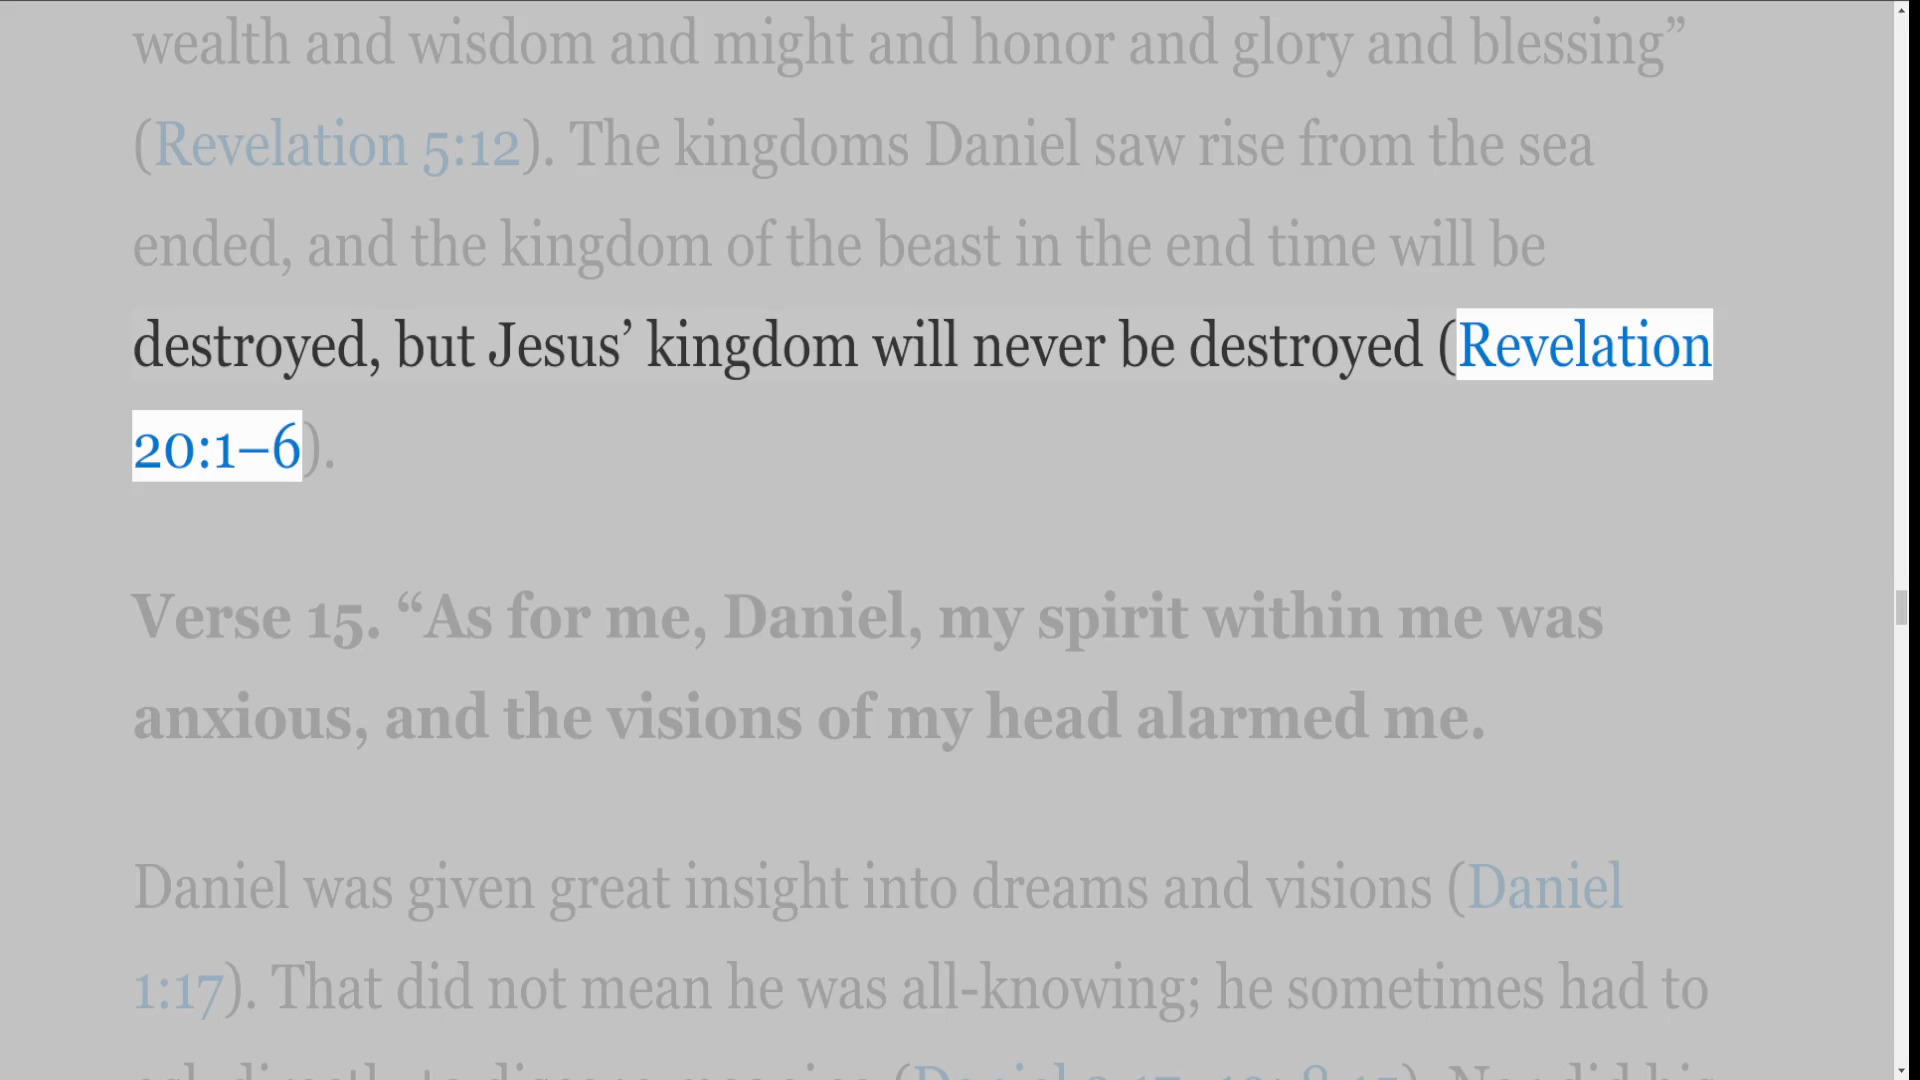 wealth and wisdom and might and honor and glory and blessing”
(Revelation 5:12). The kingdoms Daniel saw rise from the sea
ended, and the kingdom of the beast in the end time will be
destroyed, but Jesus’ kingdom will never be destroyed (Revelation
20:1–6).
Verse 15. “As for me, Daniel, my spirit within me was
anxious, and the visions of my head alarmed me.
Daniel was given great insight into dreams and visions (Daniel
1:17). That did not mean he was all-knowing; he sometimes had to